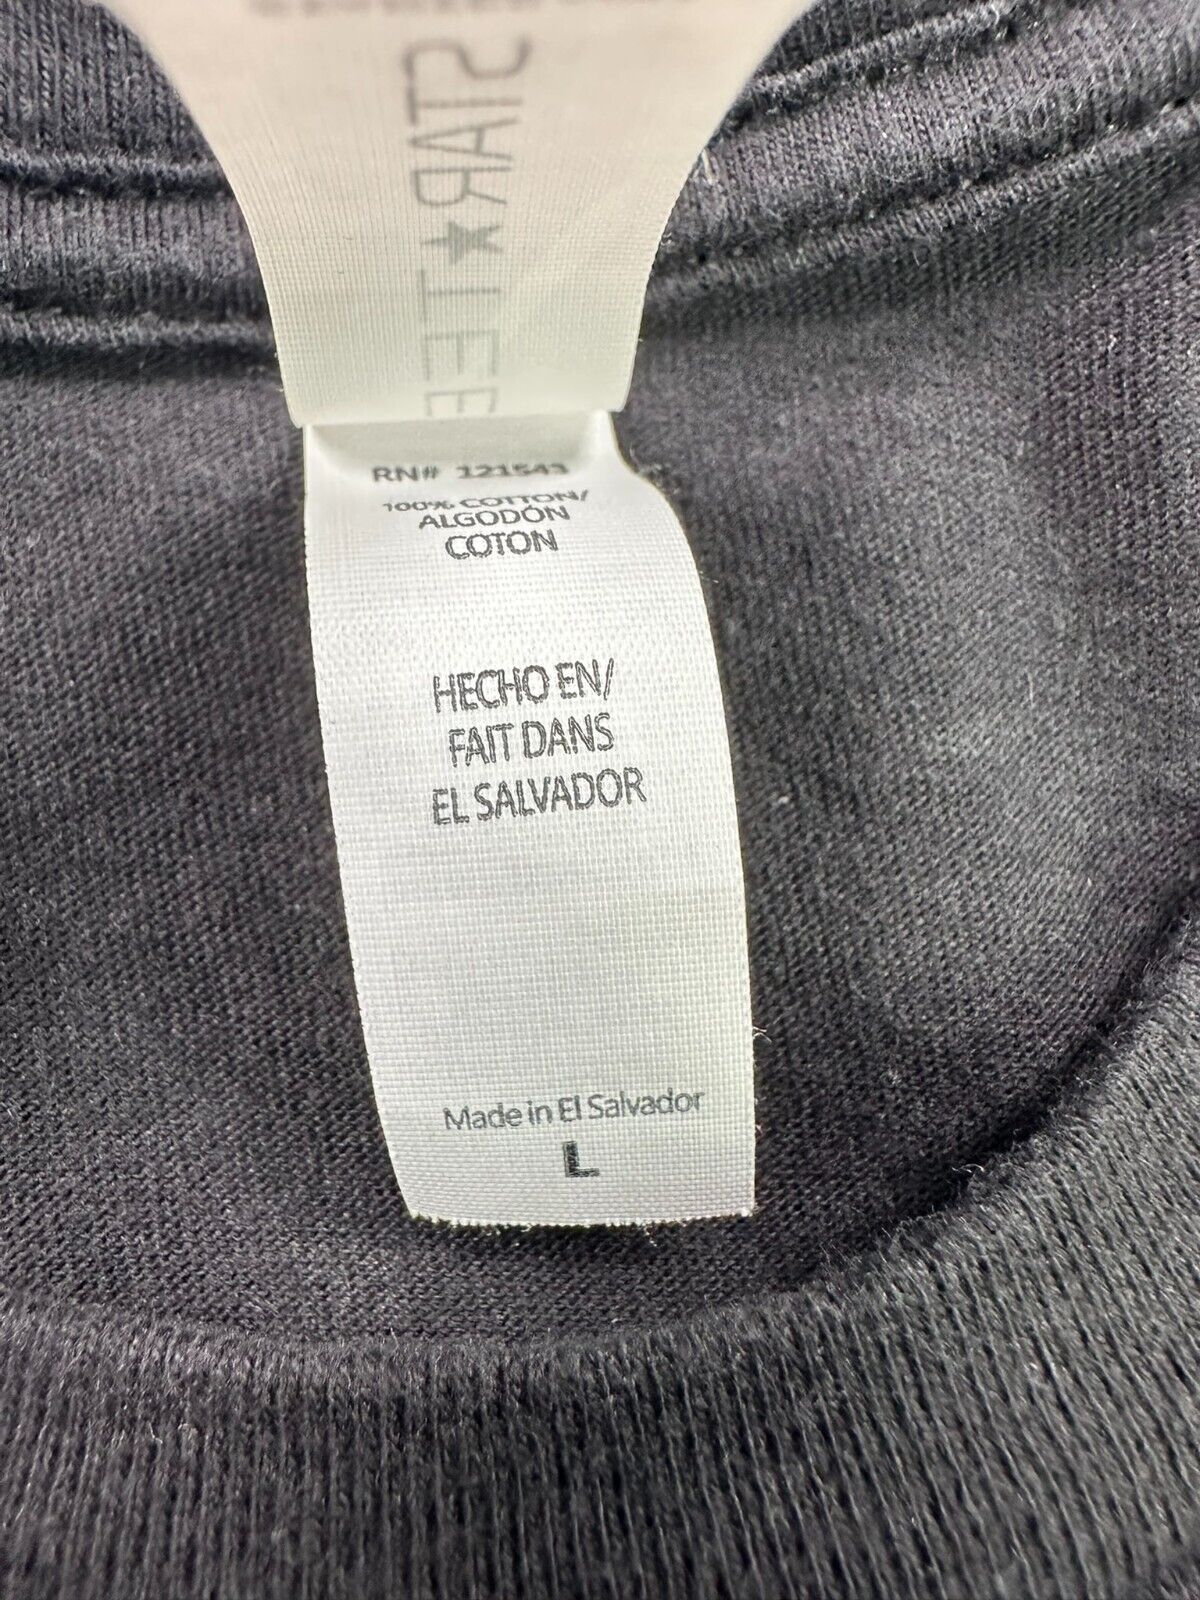 STAR★TEE
RN# 121543
100% COTTON/
ALGODÓN
COTON
HECHO EN/
FAIT DANS
EL SALVADOR
Made in El Salvador
L